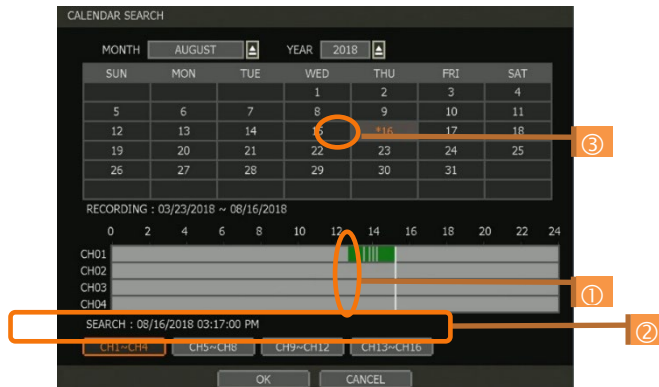 CALENDAR SEARCH
MONTH AUGUST YEAR 2018
SUN MON TUE WED THU FRI SAT
1 2 3 4
5 6 7 8 9 10 11
12 13 14 15 *16 17 18
19 20 21 22 23 24 25
26 27 28 29 30 31
③
RECORDING : 03/23/2018 ~ 08/16/2018
0 2 4 6 8 10 12 14 16 18 20 22 24
CH01
CH02
CH03
CH04
①
SEARCH : 08/16/2018 03:17:00 PM
②
CH1~CH4 CH5~CH8 CH9~CH12 CH13~CH16
OK CANCEL